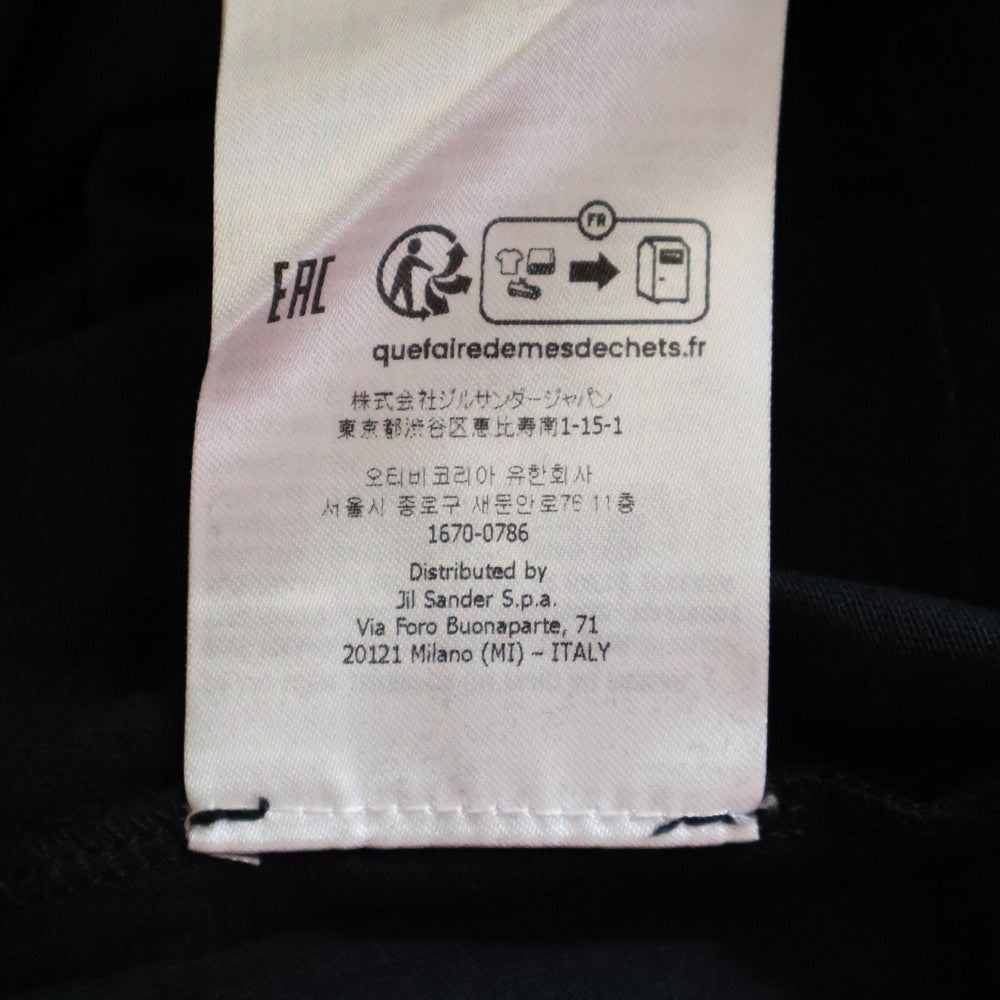 EAC
FR
quefairedemesdechets.fr
株式会社ジルサンダージャパン
東京都渋谷区恵比寿南1-15-1
오티비코리아 유한회사
서울시 종로구 새문안로76 11층
1670-0786
Distributed by
Jil Sander S.p.a.
Via Foro Buonaparte, 71
20121 Milano (MI) - ITALY